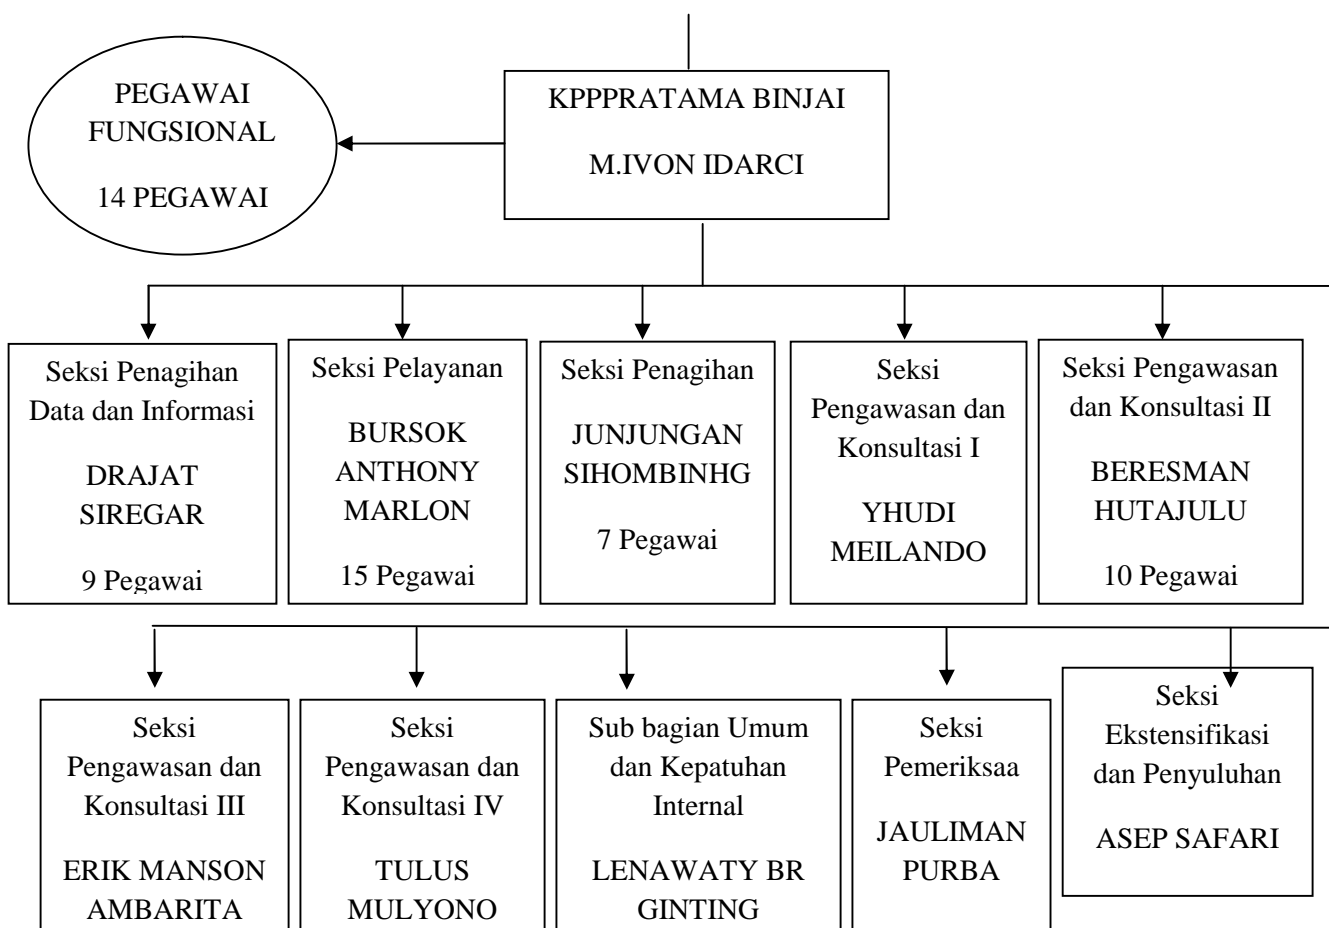 PEGAWAI
FUNGSIONAL
14 PEGAWAI
KPPPRATAMA BINJAI
M.IVON IDARCI
Seksi Penagihan
Data dan Informasi
DRAJAT
SIREGAR
9 Pegawai
Seksi Pelayanan
BURSOK
ANTHONY
MARLON
15 Pegawai
Seksi Penagihan
JUNJUNGAN
SIHOMBINHG
7 Pegawai
Seksi
Pengawasan dan
Konsultasi I
YHUDI
MEILANDO
Seksi Pengawasan
dan Konsultasi II
BERESMAN
HUTAJULU
10 Pegawai
Seksi
Pengawasan dan
Konsultasi III
ERIK MANSON
AMBARITA
Seksi
Pengawasan dan
Konsultasi IV
TULUS
MULYONO
Sub bagian Umum
dan Kepatuhan
Internal
LENAWATY BR
GINTING
Seksi
Pemeriksaa
JAULIMAN
PURBA
Seksi
Ekstensifikasi
dan Penyuluhan
ASEP SAFARI